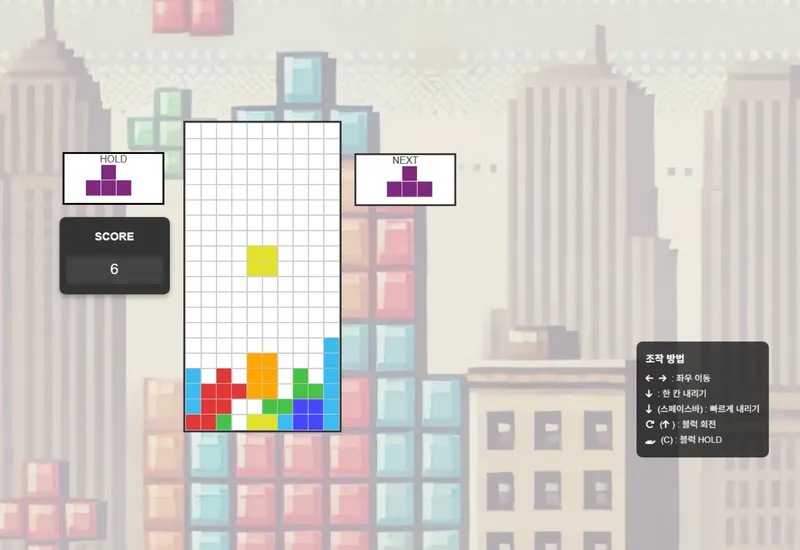 HOLD
NEXT
SCORE
6
조작 방법
← → : 좌우 이동
↓ : 한 칸 내리기
↓ (스페이스바) : 빠르게 내리기
(↑) : 블럭 회전
(C) : 블럭 HOLD